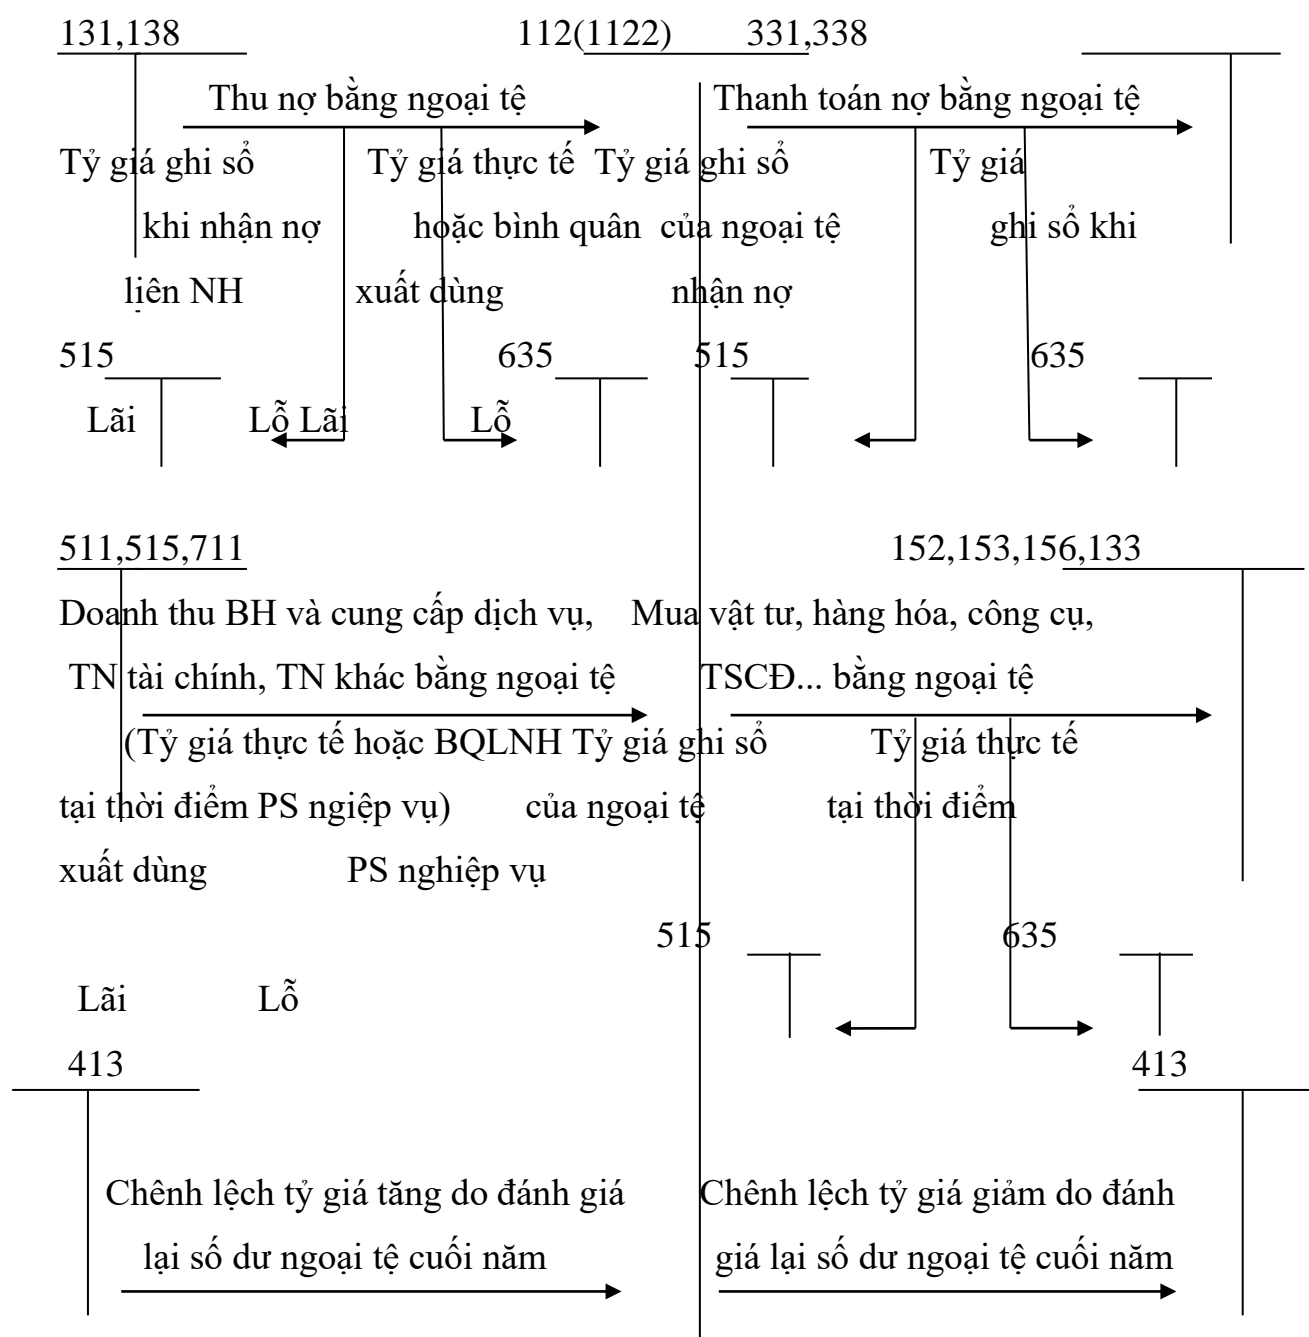 131,138 112(1122) 331,338
Thu nợ bằng ngoại tệ Thanh toán nợ bằng ngoại tệ
Tỷ giá ghi sổ Tỷ giá thực tế Tỷ giá ghi sổ Tỷ giá
khi nhận nợ hoặc bình quân của ngoại tệ ghi sổ khi
liên NH xuất dùng nhận nợ
515 635 515 635
Lãi Lỗ Lãi Lỗ
511,515,711 152,153,156,133
Doanh thu BH và cung cấp dịch vụ, Mua vật tư, hàng hóa, công cụ,
TN tài chính, TN khác bằng ngoại tệ TSCĐ... bằng ngoại tệ
(Tỷ giá thực tế hoặc BQLNH Tỷ giá ghi sổ Tỷ giá thực tế
tại thời điểm PS ngiệp vụ) của ngoại tệ tại thời điểm
xuất dùng PS nghiệp vụ
515 635
Lãi Lỗ
413 413
Chênh lệch tỷ giá tăng do đánh giá Chênh lệch tỷ giá giảm do đánh
lại số dư ngoại tệ cuối năm giá lại số dư ngoại tệ cuối năm